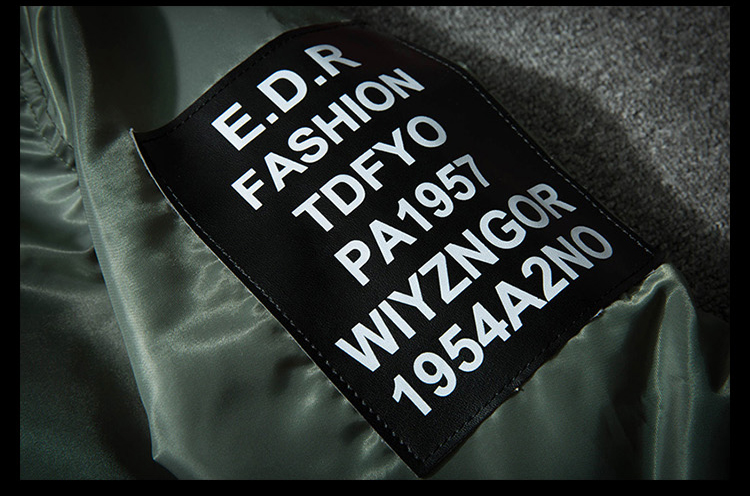 E.D.R
FASHION
TDFYO
PA1957
WIYZNGOR
1954A2NO